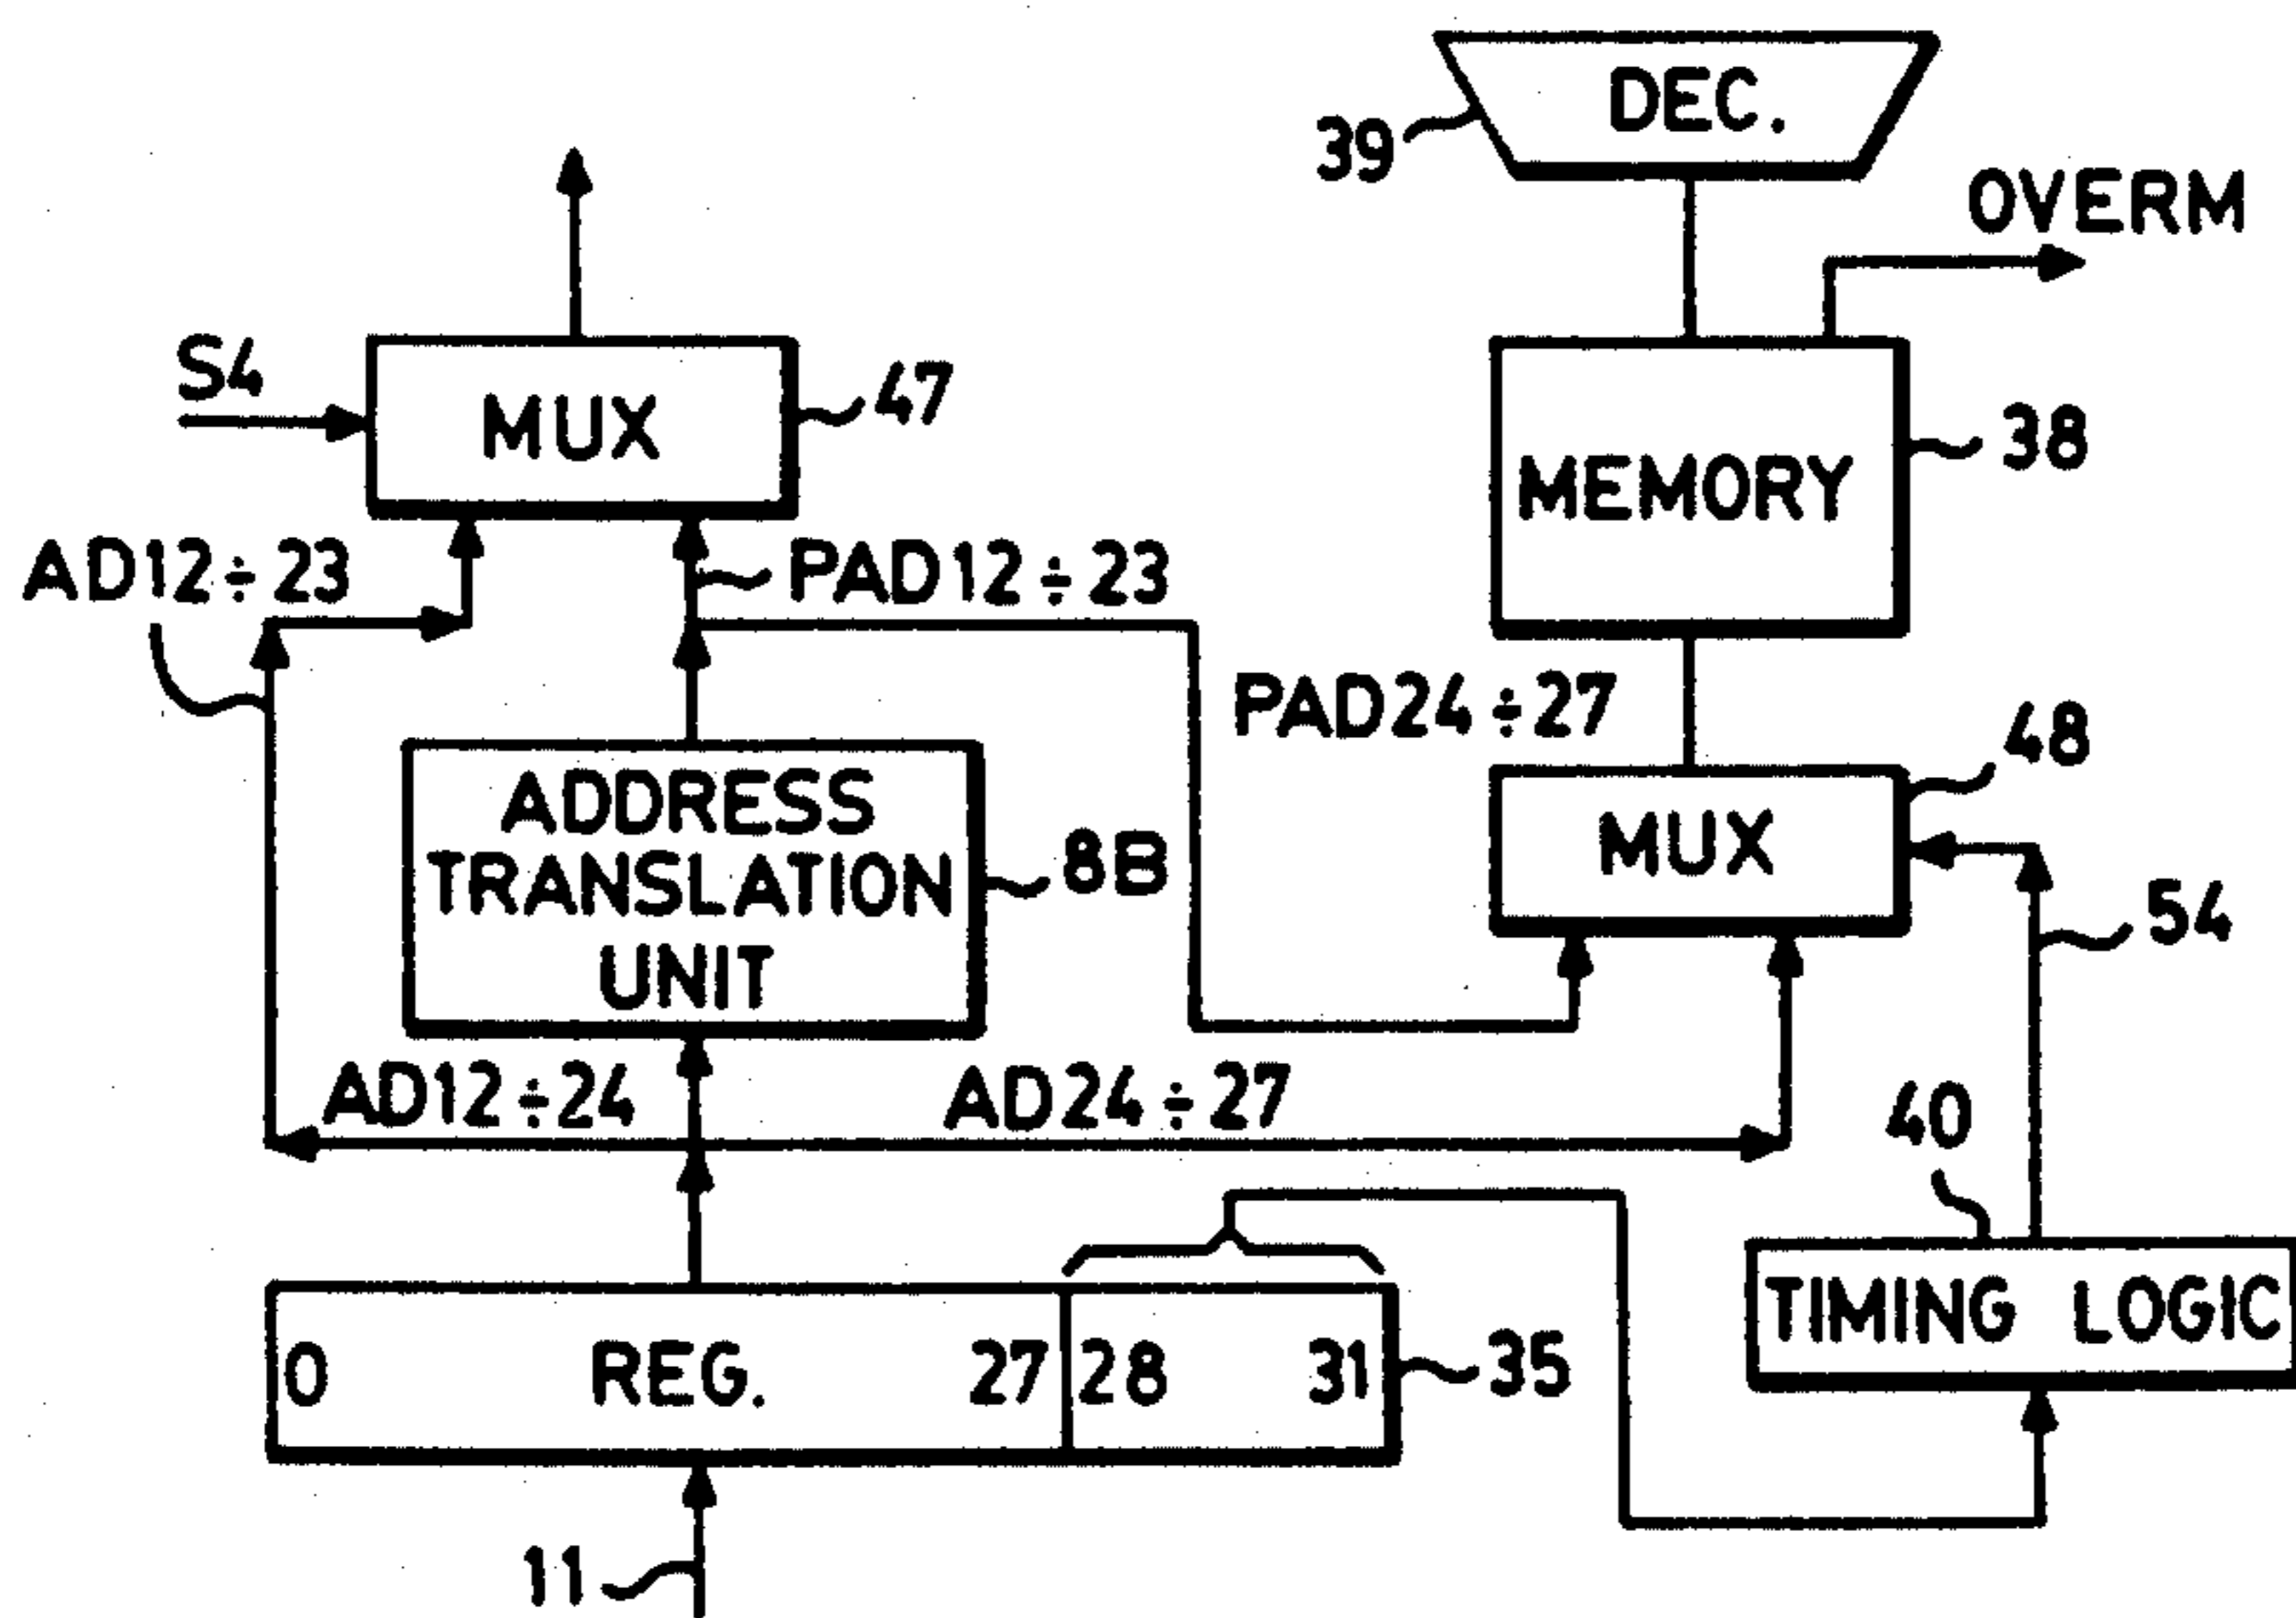 DEC.
39
OVERM
S4
MUX
47
MEMORY
38
AD12÷23
PAD12÷23
PAD24÷27
48
ADDRESS
TRANSLATION
UNIT
8B
MUX
54
AD12÷24
AD24÷27
40
TIMING LOGIC
0 REG. 27 28 31
35
11